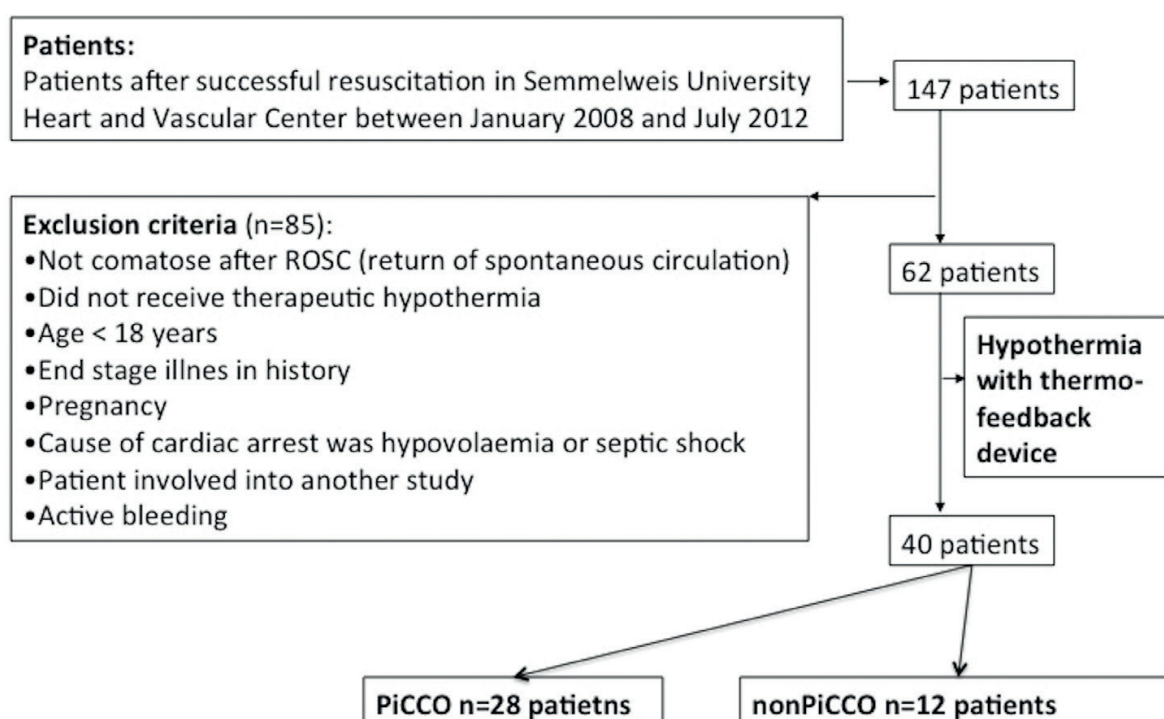 Patients:
Patients after successful resuscitation in Semmelweis University
Heart and Vascular Center between January 2008 and July 2012
147 patients
Exclusion criteria (n=85):
•Not comatose after ROSC (return of spontaneous circulation)
•Did not receive therapeutic hypothermia
•Age < 18 years
•End stage illnes in history
•Pregnancy
•Cause of cardiac arrest was hypovolaemia or septic shock
•Patient involved into another study
•Active bleeding
62 patients
Hypothermia
with thermo-
feedback
device
40 patients
PiCCO n=28 patietns
nonPiCCO n=12 patients